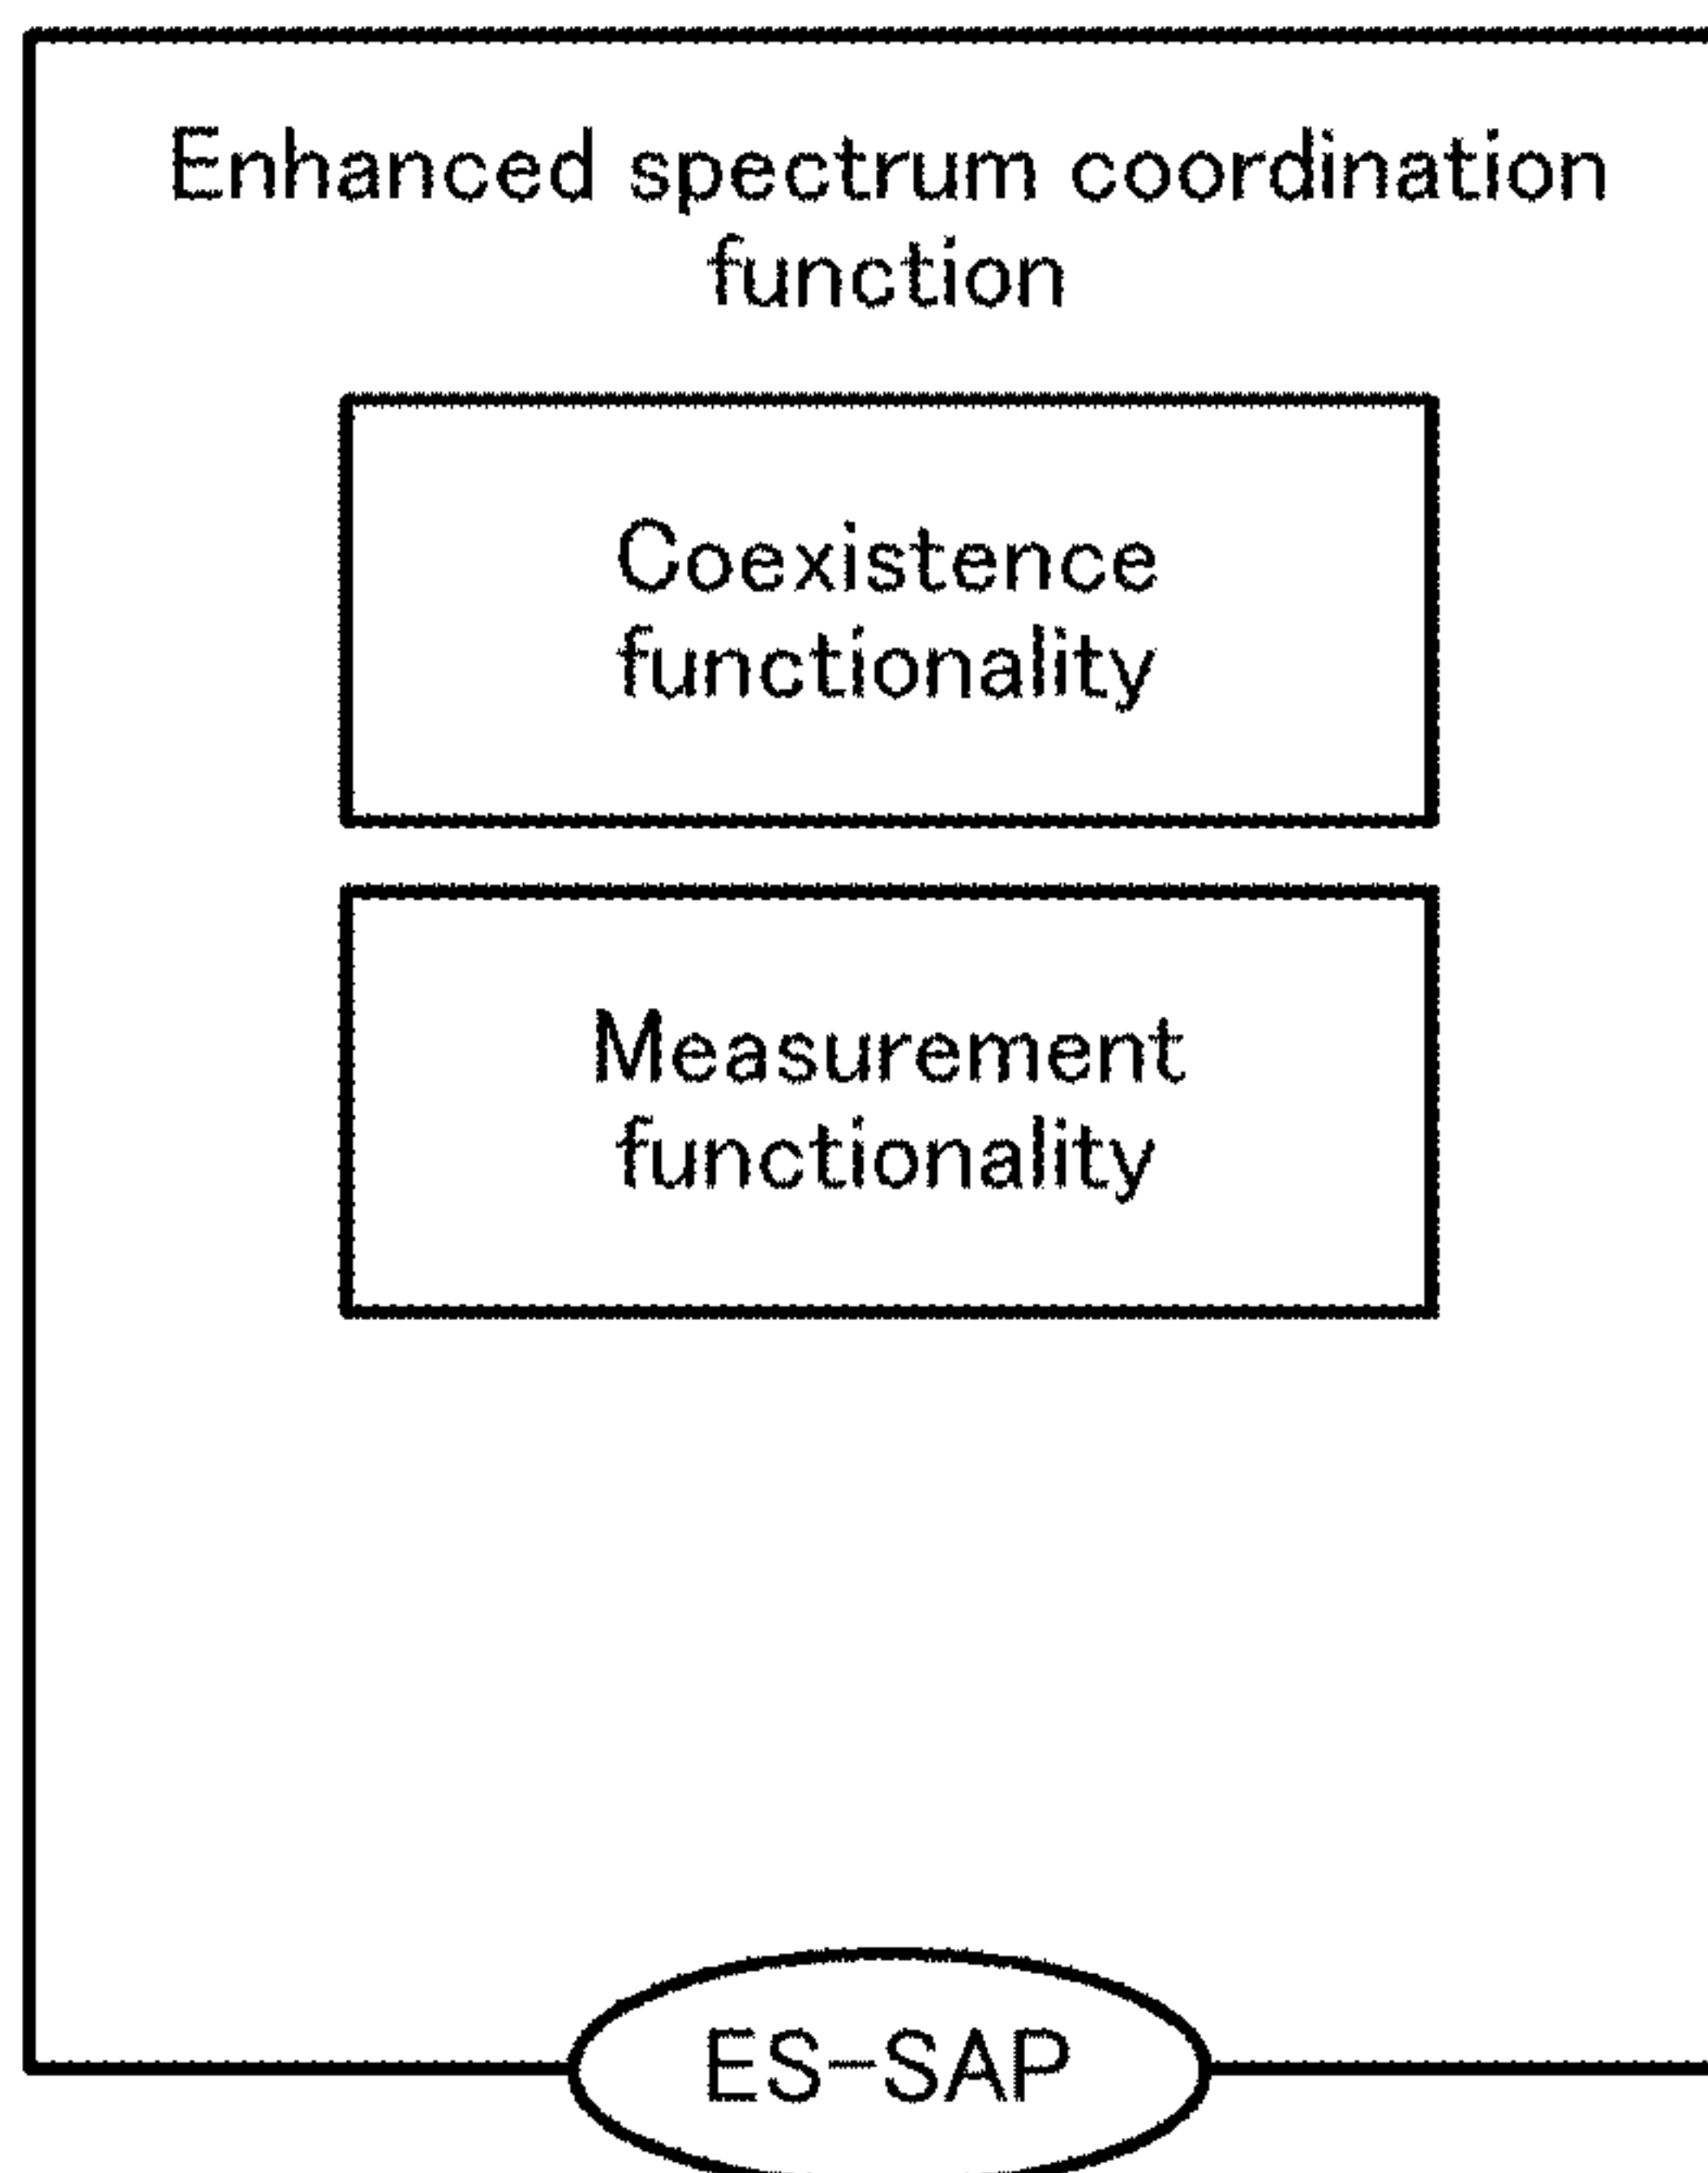 Enhanced spectrum coordination
function
Coexistence
functionality
Measurement
functionality
ES-SAP